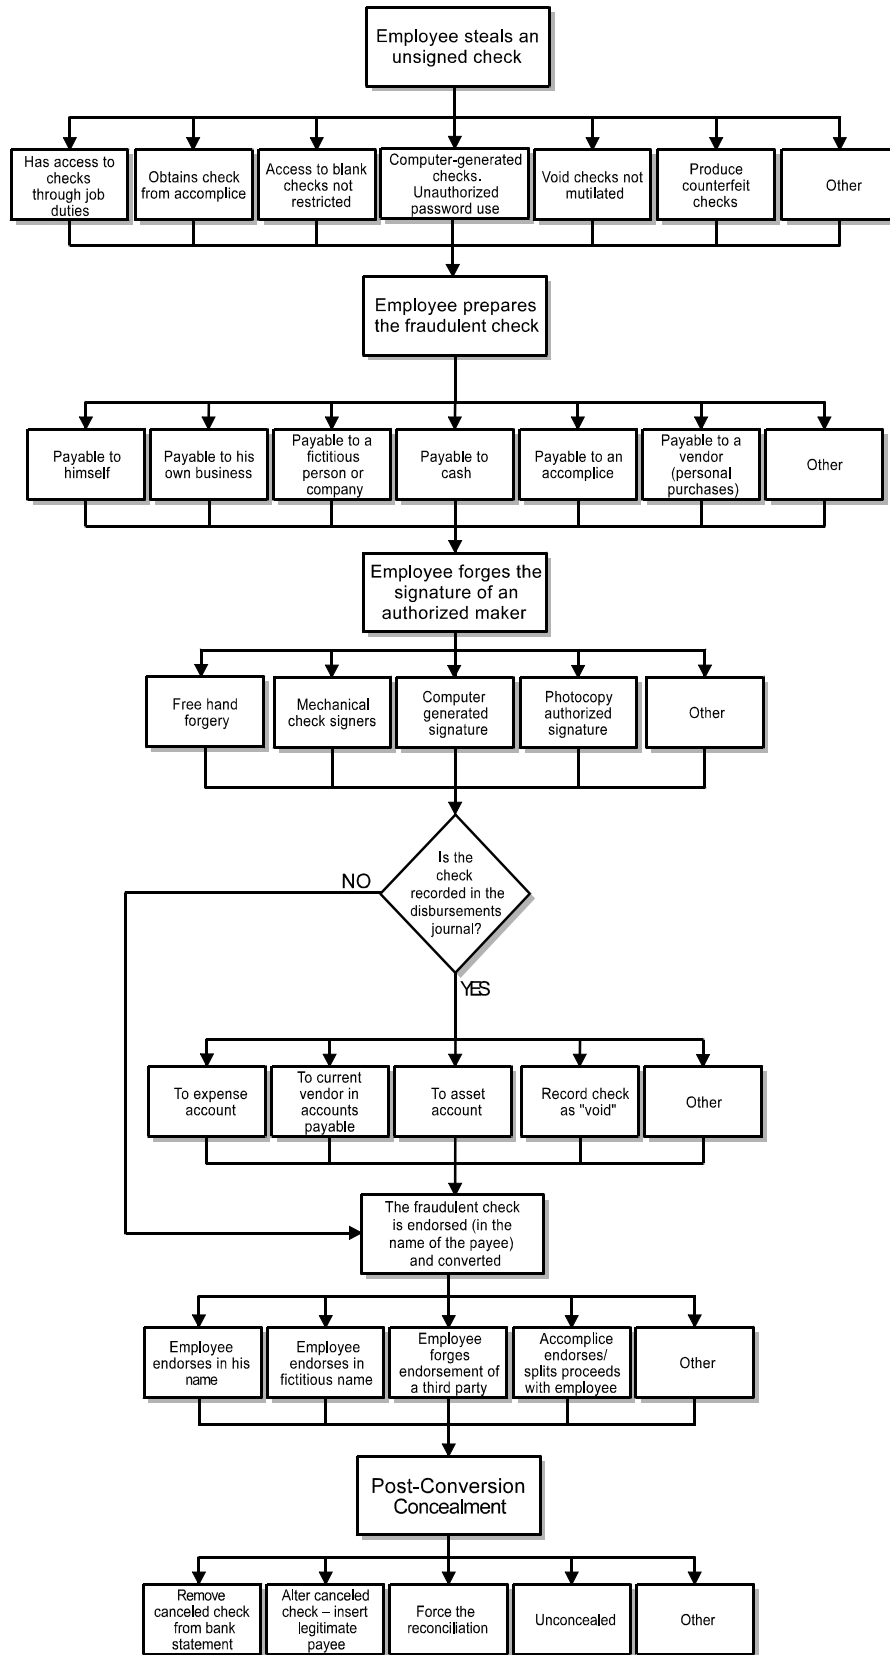 Employee steals an
unsigned check
Has access to
checks
through job
duties
Obtains check
from accomplice
Access to blank
checks not
restricted
Computer-generated
checks.
Unauthorized
password use
Void checks not
mutilated
Produce
counterfeit
checks
Other
Employee prepares
the fraudulent check
Payable to
himself
Payable to his
own business
Payable to a
fictitious
person or
company
Payable to
cash
Payable to an
accomplice
Payable to a
vendor
(personal
purchases)
Other
Employee forges the
signature of an
authorized maker
Free hand
forgery
Mechanical
check signers
Computer
generated
signature
Photocopy
authorized
signature
Other
Is the
check
recorded in the
disbursements
journal?
NO
YES
To expense
account
To current
vendor in
accounts
payable
To asset
account
Record check
as "void"
Other
The fraudulent check
is endorsed (in the
name of the payee)
and converted
Employee
endorses in his
name
Employee
endorses in
fictitious name
Employee
forges
endorsement of
a third party
Accomplice
endorses/
splits proceeds
with employee
Other
Post-Conversion
Concealment
Remove
canceled check
from bank
statement
Alter canceled
check – insert
legitimate
payee
Force the
reconciliation
Unconcealed
Other